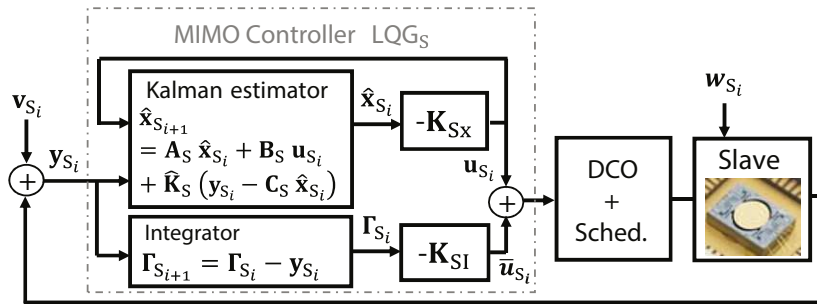 MIMO Controller LQG_S
v_{S_i}
y_{S_i}
Kalman estimator
x̂_{S_{i+1}}
= A_S x̂_{S_i} + B_S u_{S_i}
+ K̂_S (y_{S_i} − C_S x̂_{S_i})
x̂_{S_i}
-K_{Sx}
u_{S_i}
Integrator
Γ_{S_{i+1}} = Γ_{S_i} − y_{S_i}
Γ_{S_i}
-K_{SI}
u̅_{S_i}
DCO
+
Sched.
w_{S_i}
Slave